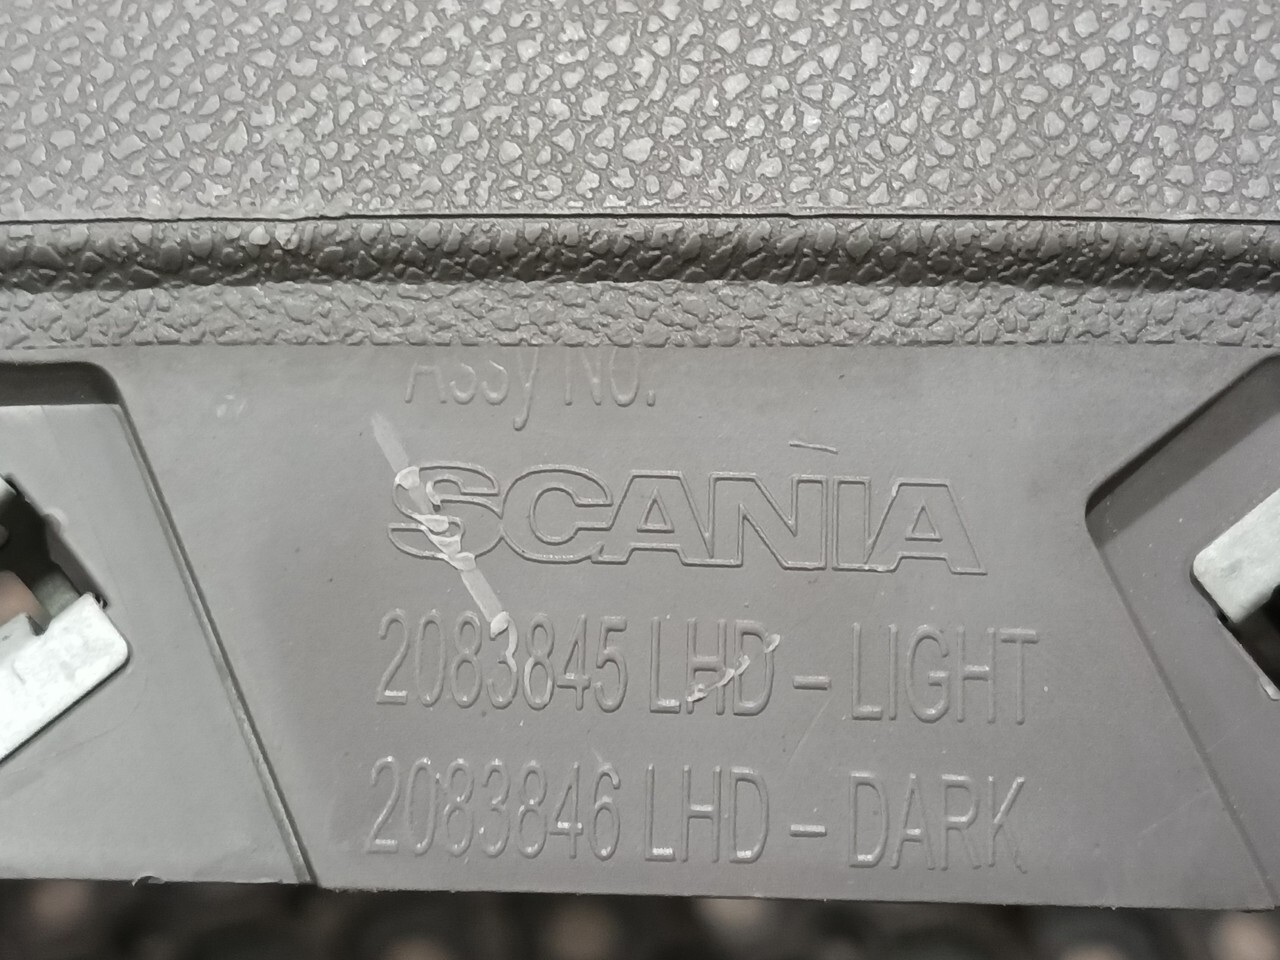 Assy No.
SCANIA
2083845 LHD - LIGHT
2083846 LHD - DARK